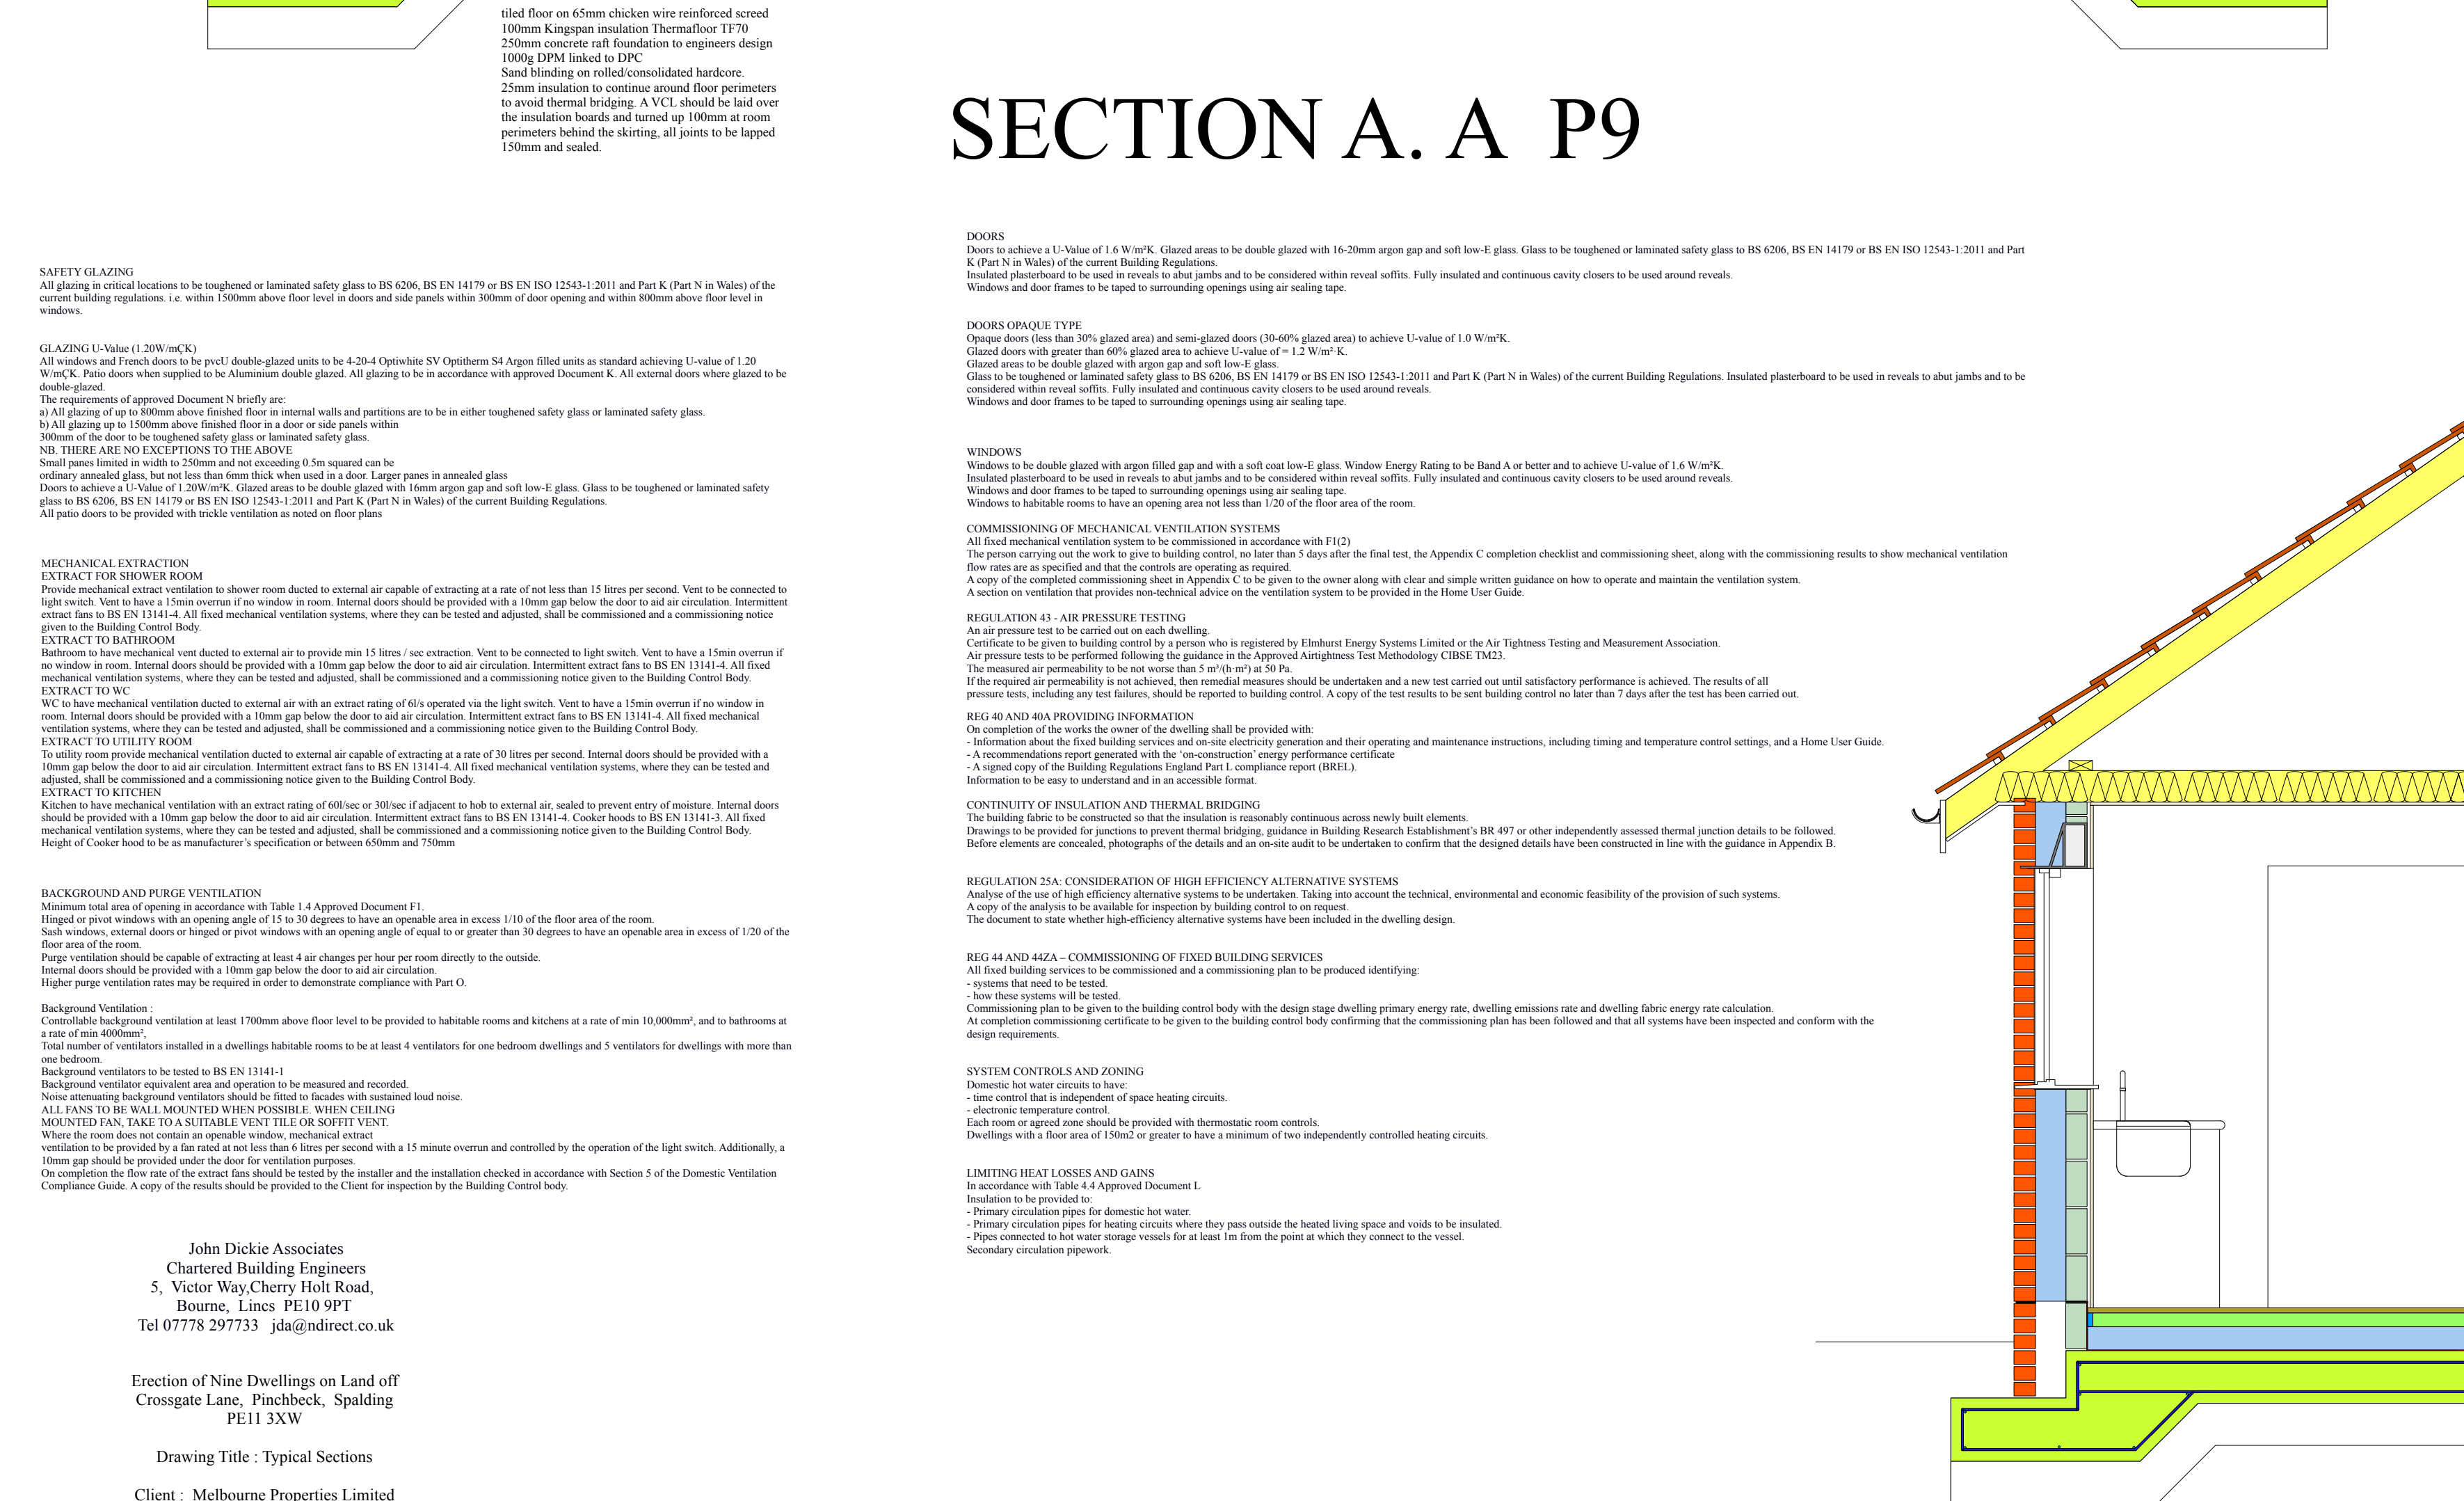 tiled floor on 65mm chicken wire reinforced screed
100mm Kingspan insulation Thermafloor TF70
250mm concrete raft foundation to engineers design
1000g DPM linked to DPC
Sand blinding on rolled/consolidated hardcore.
25mm insulation to continue around floor perimeters
to avoid thermal bridging. A VCL should be laid over
the insulation boards and turned up 100mm at room
perimeters behind the skirting, all joints to be lapped
150mm and sealed.
SECTION A. A P9
SAFETY GLAZING
All glazing in critical locations to be toughened or laminated safety glass to BS 6206, BS EN 14179 or BS EN ISO 12543-1:2011 and Part K (Part N in Wales) of the
current building regulations. i.e. within 1500mm above floor level in doors and side panels within 300mm of door opening and within 800mm above floor level in
windows.
GLAZING U-Value (1.20W/mÇK)
All windows and French doors to be pvcU double-glazed units to be 4-20-4 Optiwhite SV Optitherm S4 Argon filled units as standard achieving U-value of 1.20
W/mÇK. Patio doors when supplied to be Aluminium double glazed. All glazing to be in accordance with approved Document K. All external doors where glazed to be
double-glazed.
The requirements of approved Document N briefly are:
a) All glazing of up to 800mm above finished floor in internal walls and partitions are to be in either toughened safety glass or laminated safety glass.
b) All glazing up to 1500mm above finished floor in a door or side panels within
300mm of the door to be toughened safety glass or laminated safety glass.
NB. THERE ARE NO EXCEPTIONS TO THE ABOVE
Small panes limited in width to 250mm and not exceeding 0.5m squared can be
ordinary annealed glass, but not less than 6mm thick when used in a door. Larger panes in annealed glass
Doors to achieve a U-Value of 1.20W/m²K. Glazed areas to be double glazed with 16mm argon gap and soft low-E glass. Glass to be toughened or laminated safety
glass to BS 6206, BS EN 14179 or BS EN ISO 12543-1:2011 and Part K (Part N in Wales) of the current Building Regulations.
All patio doors to be provided with trickle ventilation as noted on floor plans
MECHANICAL EXTRACTION
EXTRACT FOR SHOWER ROOM
Provide mechanical extract ventilation to shower room ducted to external air capable of extracting at a rate of not less than 15 litres per second. Vent to be connected to
light switch. Vent to have a 15min overrun if no window in room. Internal doors should be provided with a 10mm gap below the door to aid air circulation. Intermittent
extract fans to BS EN 13141-4. All fixed mechanical ventilation systems, where they can be tested and adjusted, shall be commissioned and a commissioning notice
given to the Building Control Body.
EXTRACT TO BATHROOM
Bathroom to have mechanical vent ducted to external air to provide min 15 litres / sec extraction. Vent to be connected to light switch. Vent to have a 15min overrun if
no window in room. Internal doors should be provided with a 10mm gap below the door to aid air circulation. Intermittent extract fans to BS EN 13141-4. All fixed
mechanical ventilation systems, where they can be tested and adjusted, shall be commissioned and a commissioning notice given to the Building Control Body.
EXTRACT TO WC
WC to have mechanical ventilation ducted to external air with an extract rating of 6l/s operated via the light switch. Vent to have a 15min overrun if no window in
room. Internal doors should be provided with a 10mm gap below the door to aid air circulation. Intermittent extract fans to BS EN 13141-4. All fixed mechanical
ventilation systems, where they can be tested and adjusted, shall be commissioned and a commissioning notice given to the Building Control Body.
EXTRACT TO UTILITY ROOM
To utility room provide mechanical ventilation ducted to external air capable of extracting at a rate of 30 litres per second. Internal doors should be provided with a
10mm gap below the door to aid air circulation. Intermittent extract fans to BS EN 13141-4. All fixed mechanical ventilation systems, where they can be tested and
adjusted, shall be commissioned and a commissioning notice given to the Building Control Body.
EXTRACT TO KITCHEN
Kitchen to have mechanical ventilation with an extract rating of 60l/sec or 30l/sec if adjacent to hob to external air, sealed to prevent entry of moisture. Internal doors
should be provided with a 10mm gap below the door to aid air circulation. Intermittent extract fans to BS EN 13141-4. Cooker hoods to BS EN 13141-3. All fixed
mechanical ventilation systems, where they can be tested and adjusted, shall be commissioned and a commissioning notice given to the Building Control Body.
Height of Cooker hood to be as manufacturer's specification or between 650mm and 750mm
BACKGROUND AND PURGE VENTILATION
Minimum total area of opening in accordance with Table 1.4 Approved Document F1.
Hinged or pivot windows with an opening angle of 15 to 30 degrees to have an openable area in excess 1/10 of the floor area of the room.
Sash windows, external doors or hinged or pivot windows with an opening angle of equal to or greater than 30 degrees to have an openable area in excess of 1/20 of the
floor area of the room.
Purge ventilation should be capable of extracting at least 4 air changes per hour per room directly to the outside.
Internal doors should be provided with a 10mm gap below the door to aid air circulation.
Higher purge ventilation rates may be required in order to demonstrate compliance with Part O.
Background Ventilation :
Controllable background ventilation at least 1700mm above floor level to be provided to habitable rooms and kitchens at a rate of min 10,000mm², and to bathrooms at
a rate of min 4000mm²,
Total number of ventilators installed in a dwellings habitable rooms to be at least 4 ventilators for one bedroom dwellings and 5 ventilators for dwellings with more than
one bedroom.
Background ventilators to be tested to BS EN 13141-1
Background ventilator equivalent area and operation to be measured and recorded.
Noise attenuating background ventilators should be fitted to facades with sustained loud noise.
ALL FANS TO BE WALL MOUNTED WHEN POSSIBLE. WHEN CEILING
MOUNTED FAN, TAKE TO A SUITABLE VENT TILE OR SOFFIT VENT.
Where the room does not contain an openable window, mechanical extract
ventilation to be provided by a fan rated at not less than 6 litres per second with a 15 minute overrun and controlled by the operation of the light switch. Additionally, a
10mm gap should be provided under the door for ventilation purposes.
On completion the flow rate of the extract fans should be tested by the installer and the installation checked in accordance with Section 5 of the Domestic Ventilation
Compliance Guide. A copy of the results should be provided to the Client for inspection by the Building Control body.
John Dickie Associates
Chartered Building Engineers
5, Victor Way,Cherry Holt Road,
Bourne, Lincs PE10 9PT
Tel 07778 297733 jda@ndirect.co.uk
Erection of Nine Dwellings on Land off
Crossgate Lane, Pinchbeck, Spalding
PE11 3XW
Drawing Title : Typical Sections
Client : Melbourne Properties Limited
DOORS
Doors to achieve a U-Value of 1.6 W/m²K. Glazed areas to be double glazed with 16-20mm argon gap and soft low-E glass. Glass to be toughened or laminated safety glass to BS 6206, BS EN 14179 or BS EN ISO 12543-1:2011 and Part
K (Part N in Wales) of the current Building Regulations.
Insulated plasterboard to be used in reveals to abut jambs and to be considered within reveal soffits. Fully insulated and continuous cavity closers to be used around reveals.
Windows and door frames to be taped to surrounding openings using air sealing tape.
DOORS OPAQUE TYPE
Opaque doors (less than 30% glazed area) and semi-glazed doors (30-60% glazed area) to achieve U-value of 1.0 W/m²K.
Glazed doors with greater than 60% glazed area to achieve U-value of = 1.2 W/m²·K.
Glazed areas to be double glazed with argon gap and soft low-E glass.
Glass to be toughened or laminated safety glass to BS 6206, BS EN 14179 or BS EN ISO 12543-1:2011 and Part K (Part N in Wales) of the current Building Regulations. Insulated plasterboard to be used in reveals to abut jambs and to be
considered within reveal soffits. Fully insulated and continuous cavity closers to be used around reveals.
Windows and door frames to be taped to surrounding openings using air sealing tape.
WINDOWS
Windows to be double glazed with argon filled gap and with a soft coat low-E glass. Window Energy Rating to be Band A or better and to achieve U-value of 1.6 W/m²K.
Insulated plasterboard to be used in reveals to abut jambs and to be considered within reveal soffits. Fully insulated and continuous cavity closers to be used around reveals.
Windows and door frames to be taped to surrounding openings using air sealing tape.
Windows to habitable rooms to have an opening area not less than 1/20 of the floor area of the room.
COMMISSIONING OF MECHANICAL VENTILATION SYSTEMS
All fixed mechanical ventilation system to be commissioned in accordance with F1(2)
The person carrying out the work to give to building control, no later than 5 days after the final test, the Appendix C completion checklist and commissioning sheet, along with the commissioning results to show mechanical ventilation
flow rates are as specified and that the controls are operating as required.
A copy of the completed commissioning sheet in Appendix C to be given to the owner along with clear and simple written guidance on how to operate and maintain the ventilation system.
A section on ventilation that provides non-technical advice on the ventilation system to be provided in the Home User Guide.
REGULATION 43 - AIR PRESSURE TESTING
An air pressure test to be carried out on each dwelling.
Certificate to be given to building control by a person who is registered by Elmhurst Energy Systems Limited or the Air Tightness Testing and Measurement Association.
Air pressure tests to be performed following the guidance in the Approved Airtightness Test Methodology CIBSE TM23.
The measured air permeability to be not worse than 5 m³/(h·m²) at 50 Pa.
If the required air permeability is not achieved, then remedial measures should be undertaken and a new test carried out until satisfactory performance is achieved. The results of all
pressure tests, including any test failures, should be reported to building control. A copy of the test results to be sent building control no later than 7 days after the test has been carried out.
REG 40 AND 40A PROVIDING INFORMATION
On completion of the works the owner of the dwelling shall be provided with:
- Information about the fixed building services and on-site electricity generation and their operating and maintenance instructions, including timing and temperature control settings, and a Home User Guide.
- A recommendations report generated with the ‘on-construction’ energy performance certificate
- A signed copy of the Building Regulations England Part L compliance report (BREL).
Information to be easy to understand and in an accessible format.
CONTINUITY OF INSULATION AND THERMAL BRIDGING
The building fabric to be constructed so that the insulation is reasonably continuous across newly built elements.
Drawings to be provided for junctions to prevent thermal bridging, guidance in Building Research Establishment’s BR 497 or other independently assessed thermal junction details to be followed.
Before elements are concealed, photographs of the details and an on-site audit to be undertaken to confirm that the designed details have been constructed in line with the guidance in Appendix B.
REGULATION 25A: CONSIDERATION OF HIGH EFFICIENCY ALTERNATIVE SYSTEMS
Analyse of the use of high efficiency alternative systems to be undertaken. Taking into account the technical, environmental and economic feasibility of the provision of such systems.
A copy of the analysis to be available for inspection by building control to on request.
The document to state whether high-efficiency alternative systems have been included in the dwelling design.
REG 44 AND 44ZA – COMMISSIONING OF FIXED BUILDING SERVICES
All fixed building services to be commissioned and a commissioning plan to be produced identifying:
- systems that need to be tested.
- how these systems will be tested.
Commissioning plan to be given to the building control body with the design stage dwelling primary energy rate, dwelling emissions rate and dwelling fabric energy rate calculation.
At completion commissioning certificate to be given to the building control body confirming that the commissioning plan has been followed and that all systems have been inspected and conform with the
design requirements.
SYSTEM CONTROLS AND ZONING
Domestic hot water circuits to have:
- time control that is independent of space heating circuits.
- electronic temperature control.
Each room or agreed zone should be provided with thermostatic room controls.
Dwellings with a floor area of 150m2 or greater to have a minimum of two independently controlled heating circuits.
LIMITING HEAT LOSSES AND GAINS
In accordance with Table 4.4 Approved Document L
Insulation to be provided to:
- Primary circulation pipes for domestic hot water.
- Primary circulation pipes for heating circuits where they pass outside the heated living space and voids to be insulated.
- Pipes connected to hot water storage vessels for at least 1m from the point at which they connect to the vessel.
Secondary circulation pipework.